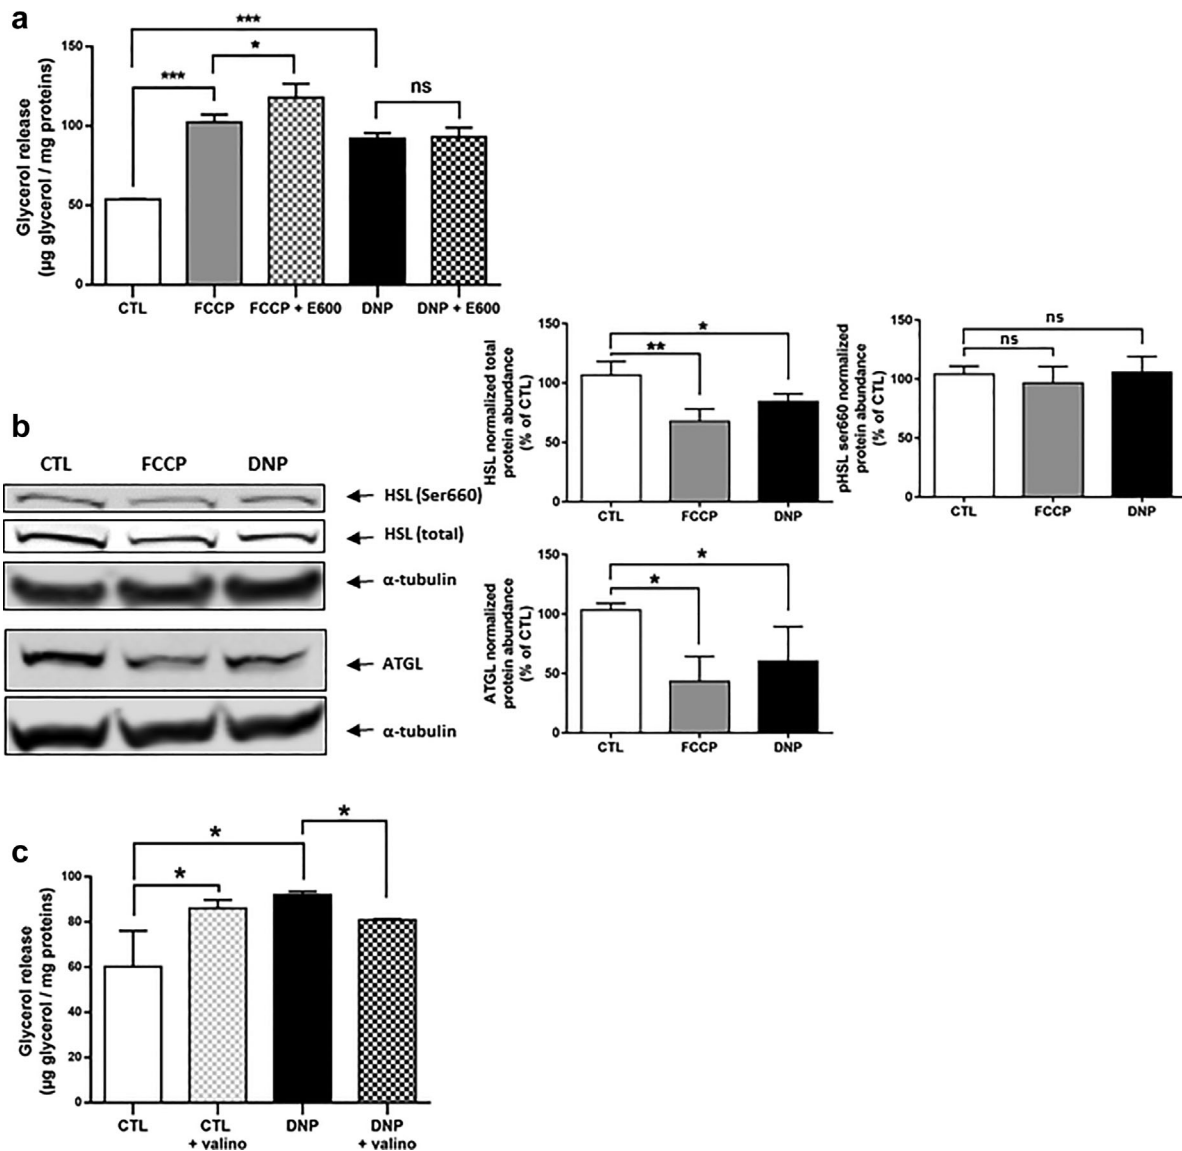 a
***
*
***
ns
150
100
50
0
Glycerol release
(µg glycerol / mg proteins)
CTL FCCP FCCP + E600 DNP DNP + E600
b
CTL FCCP DNP
HSL (Ser660)
HSL (total)
α-tubulin
ATGL
α-tubulin
*
**
150
100
50
0
HSL normalized total
protein abundance
(% of CTL)
CTL FCCP DNP
ns
ns
150
100
50
0
pHSL ser660 normalized
protein abundance
(% of CTL)
CTL FCCP DNP
*
*
150
100
50
0
ATGL normalized
protein abundance
(% of CTL)
CTL FCCP DNP
c
*
*
*
100
80
60
40
20
0
Glycerol release
(µg glycerol / mg proteins)
CTL CTL DNP DNP
+ valino + valino